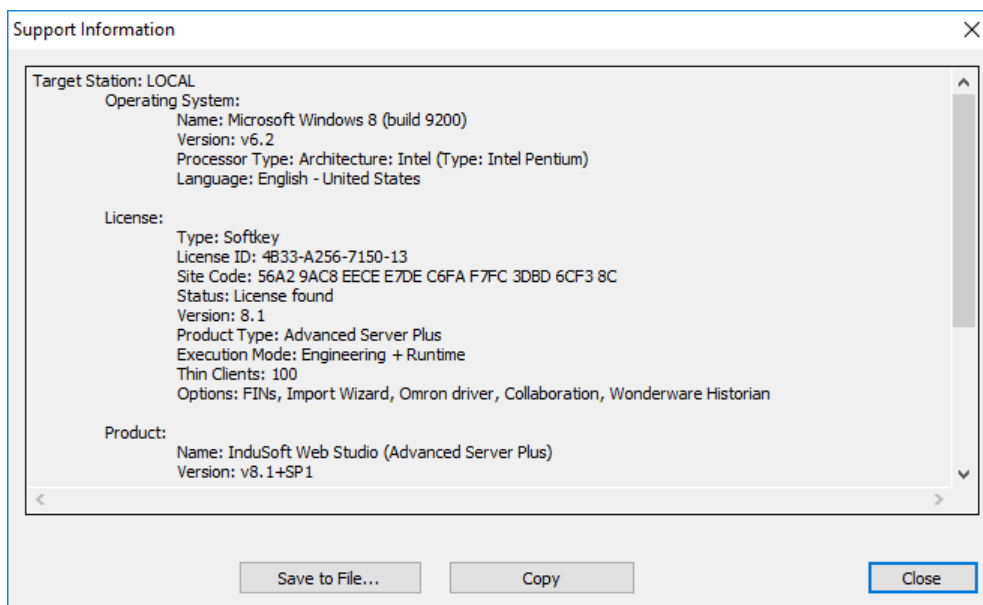 Support Information
Target Station: LOCAL
Operating System:
Name: Microsoft Windows 8 (build 9200)
Version: v6.2
Processor Type: Architecture: Intel (Type: Intel Pentium)
Language: English - United States
License:
Type: Softkey
License ID: 4B33-A256-7150-13
Site Code: 56A2 9AC8 EECE E7DE C6FA F7FC 3DBD 6CF3 8C
Status: License found
Version: 8.1
Product Type: Advanced Server Plus
Execution Mode: Engineering + Runtime
Thin Clients: 100
Options: FINs, Import Wizard, Omron driver, Collaboration, Wonderware Historian
Product:
Name: InduSoft Web Studio (Advanced Server Plus)
Version: v8.1+SP1
Save to File... Copy Close